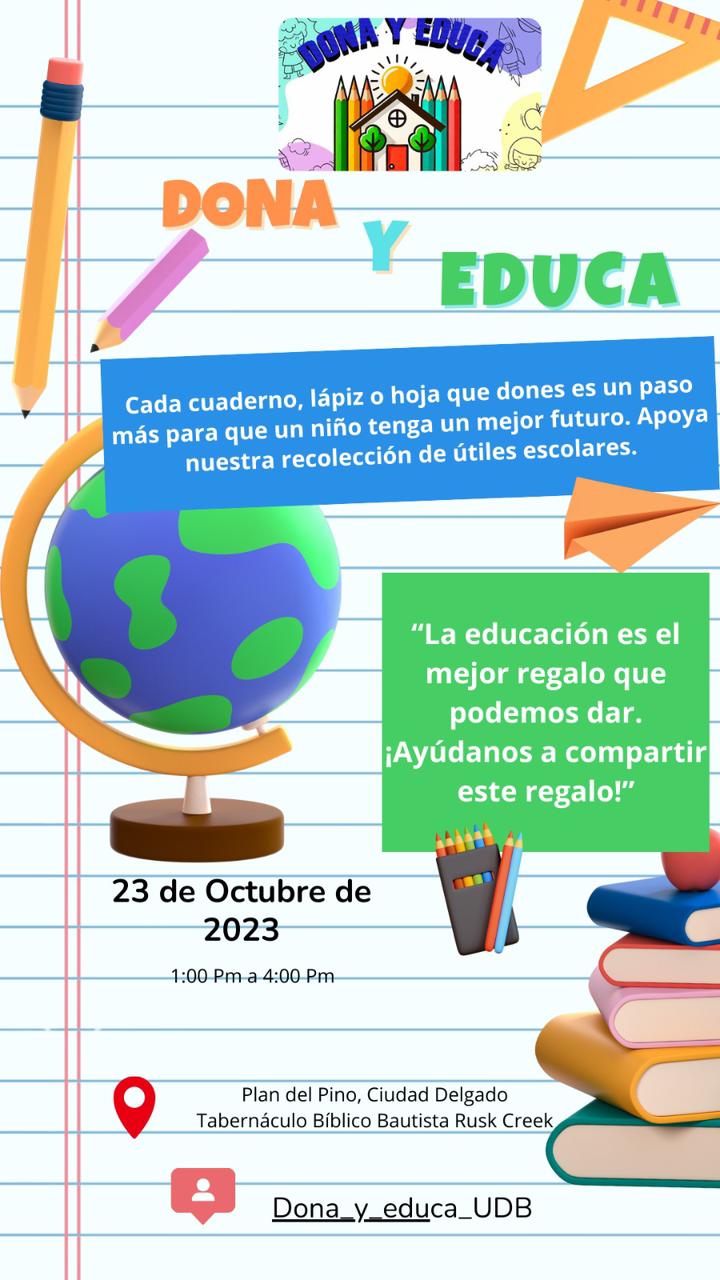 DONA Y EDUCA
DONA
Y
EDUCA
Cada cuaderno, lápiz o hoja que dones es un paso
más para que un niño tenga un mejor futuro. Apoya
nuestra recolección de útiles escolares.
“La educación es el
mejor regalo que
podemos dar.
¡Ayúdanos a compartir
este regalo!”
23 de Octubre de
2023
1:00 Pm a 4:00 Pm
Plan del Pino, Ciudad Delgado
Tabernáculo Bíblico Bautista Rusk Creek
Dona_y_educa_UDB